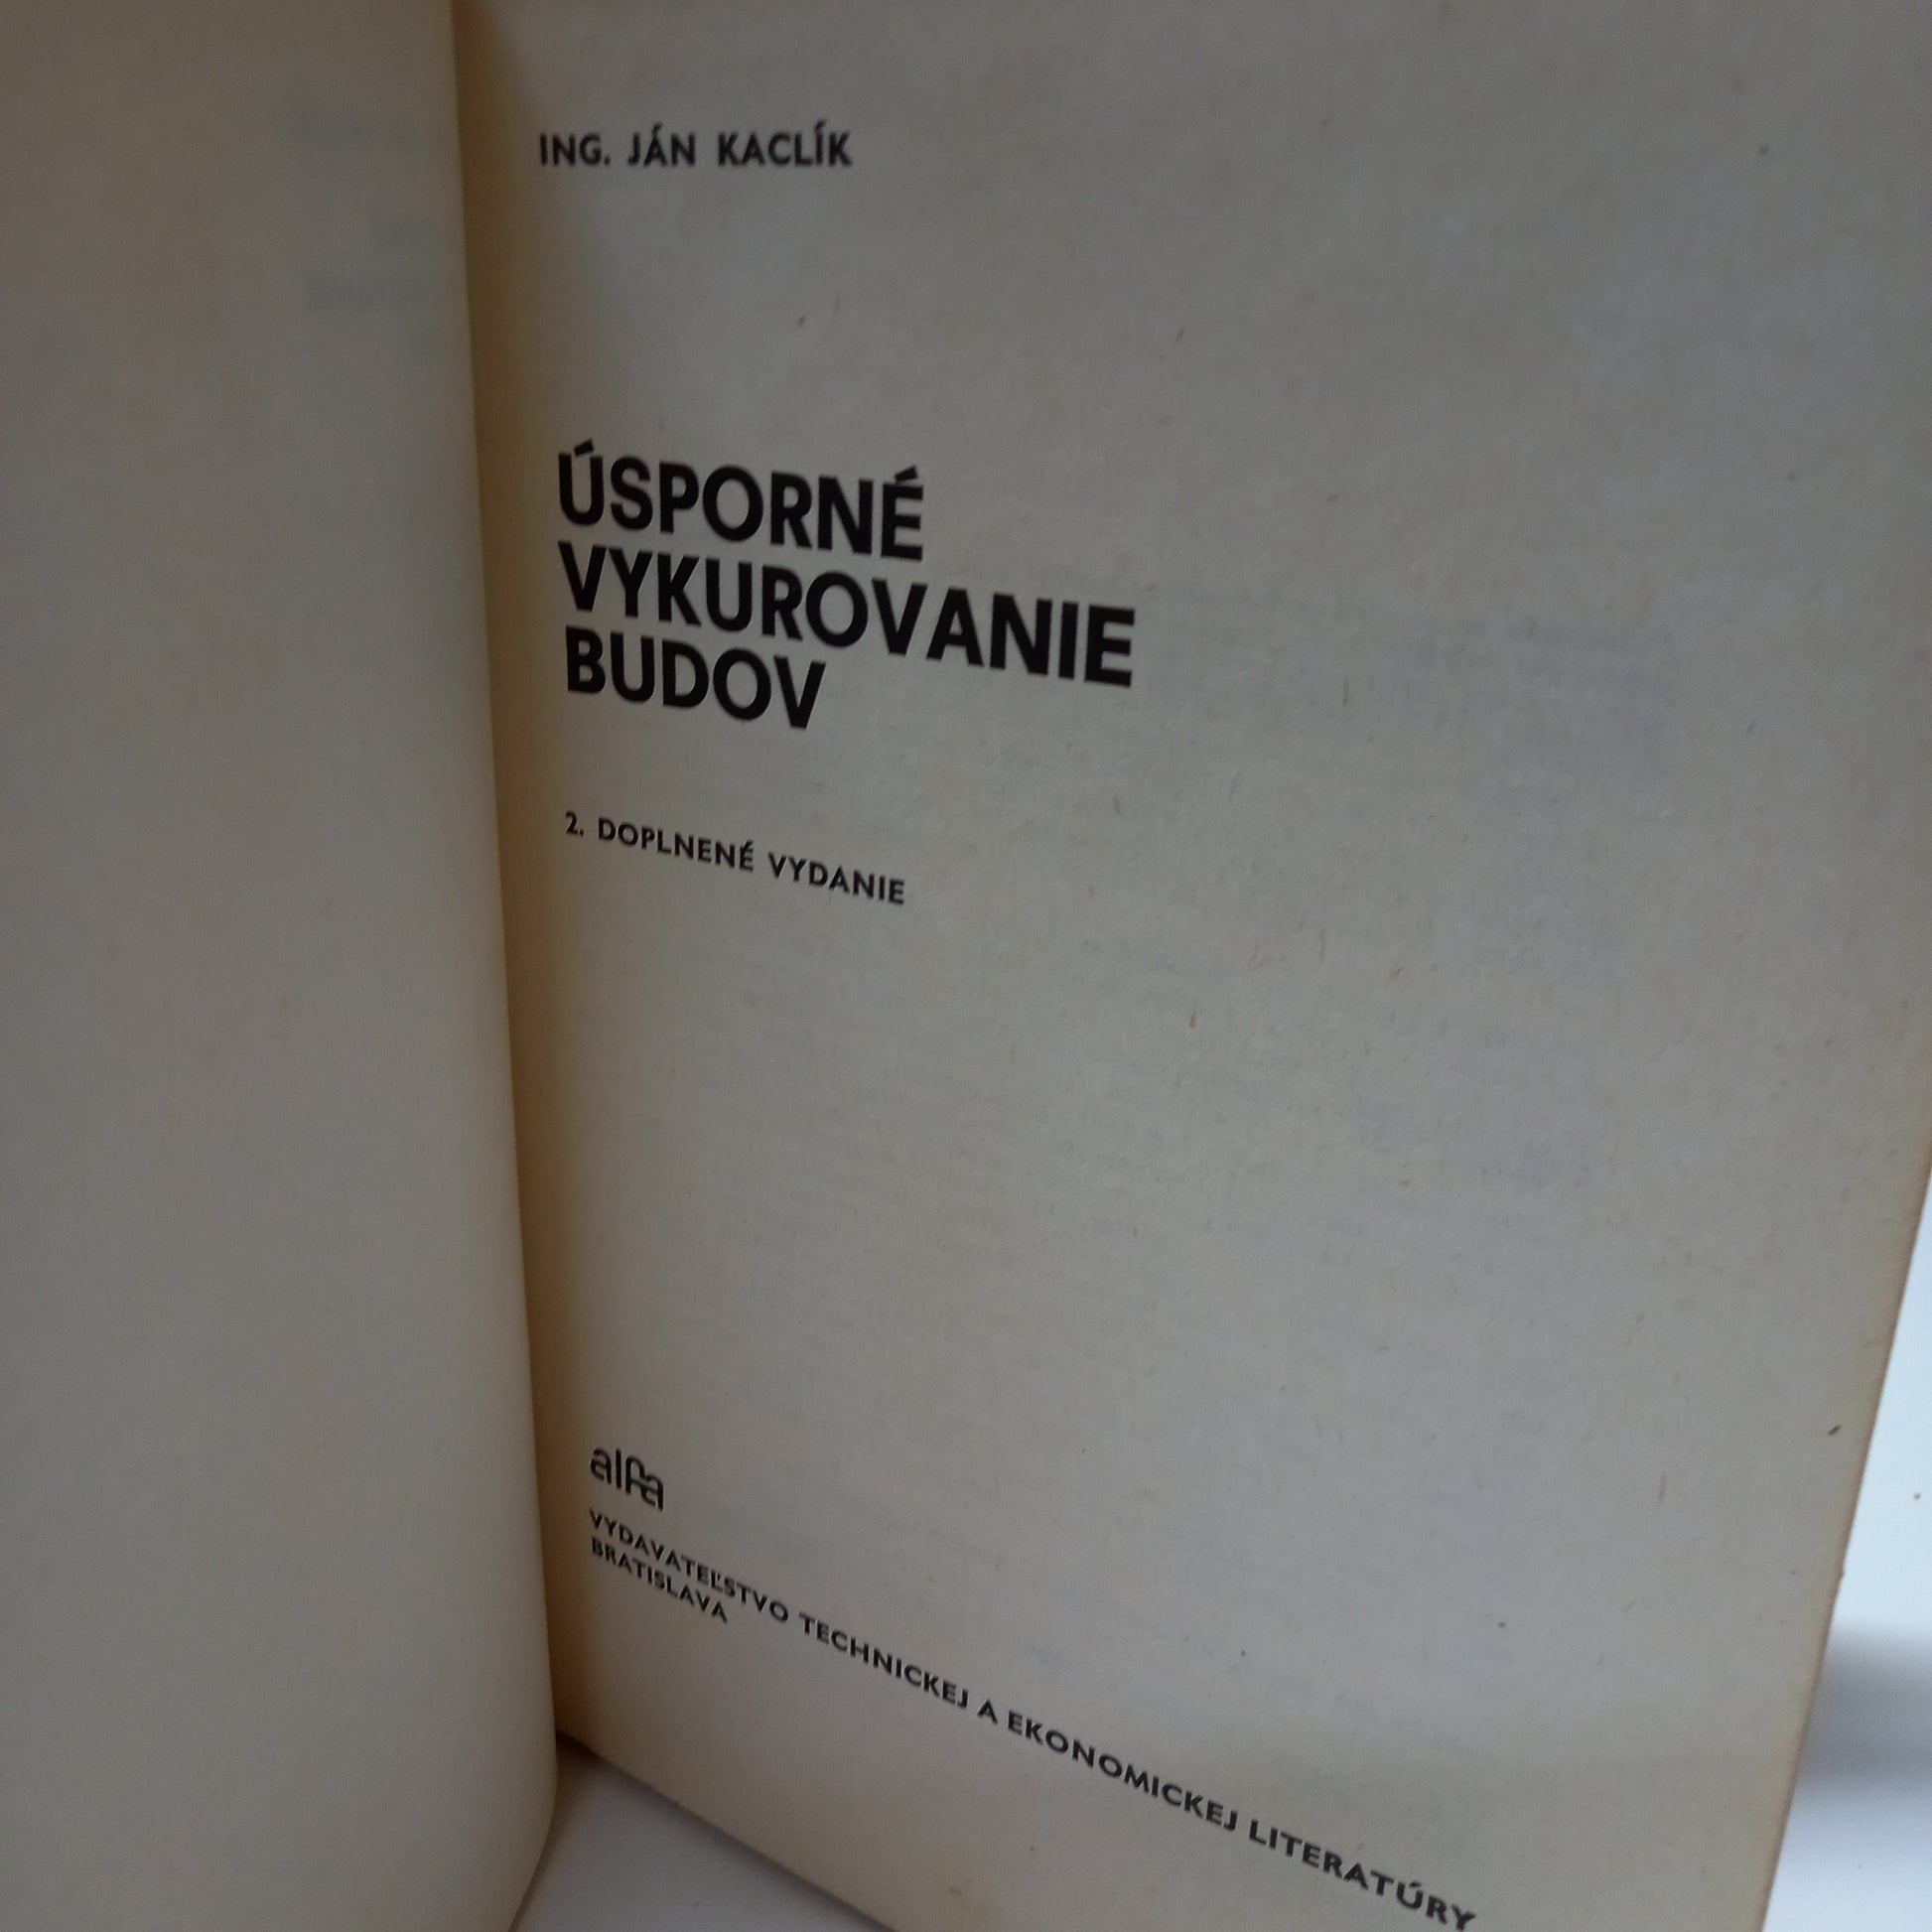 ING. JÁN KACLÍK
ÚSPORNÉ
VYKUROVANIE
BUDOV
2. DOPLNENÉ VYDANIE
alfa
VYDAVATEĽSTVO TECHNICKEJ A EKONOMICKEJ LITERATÚRY
BRATISLAVA